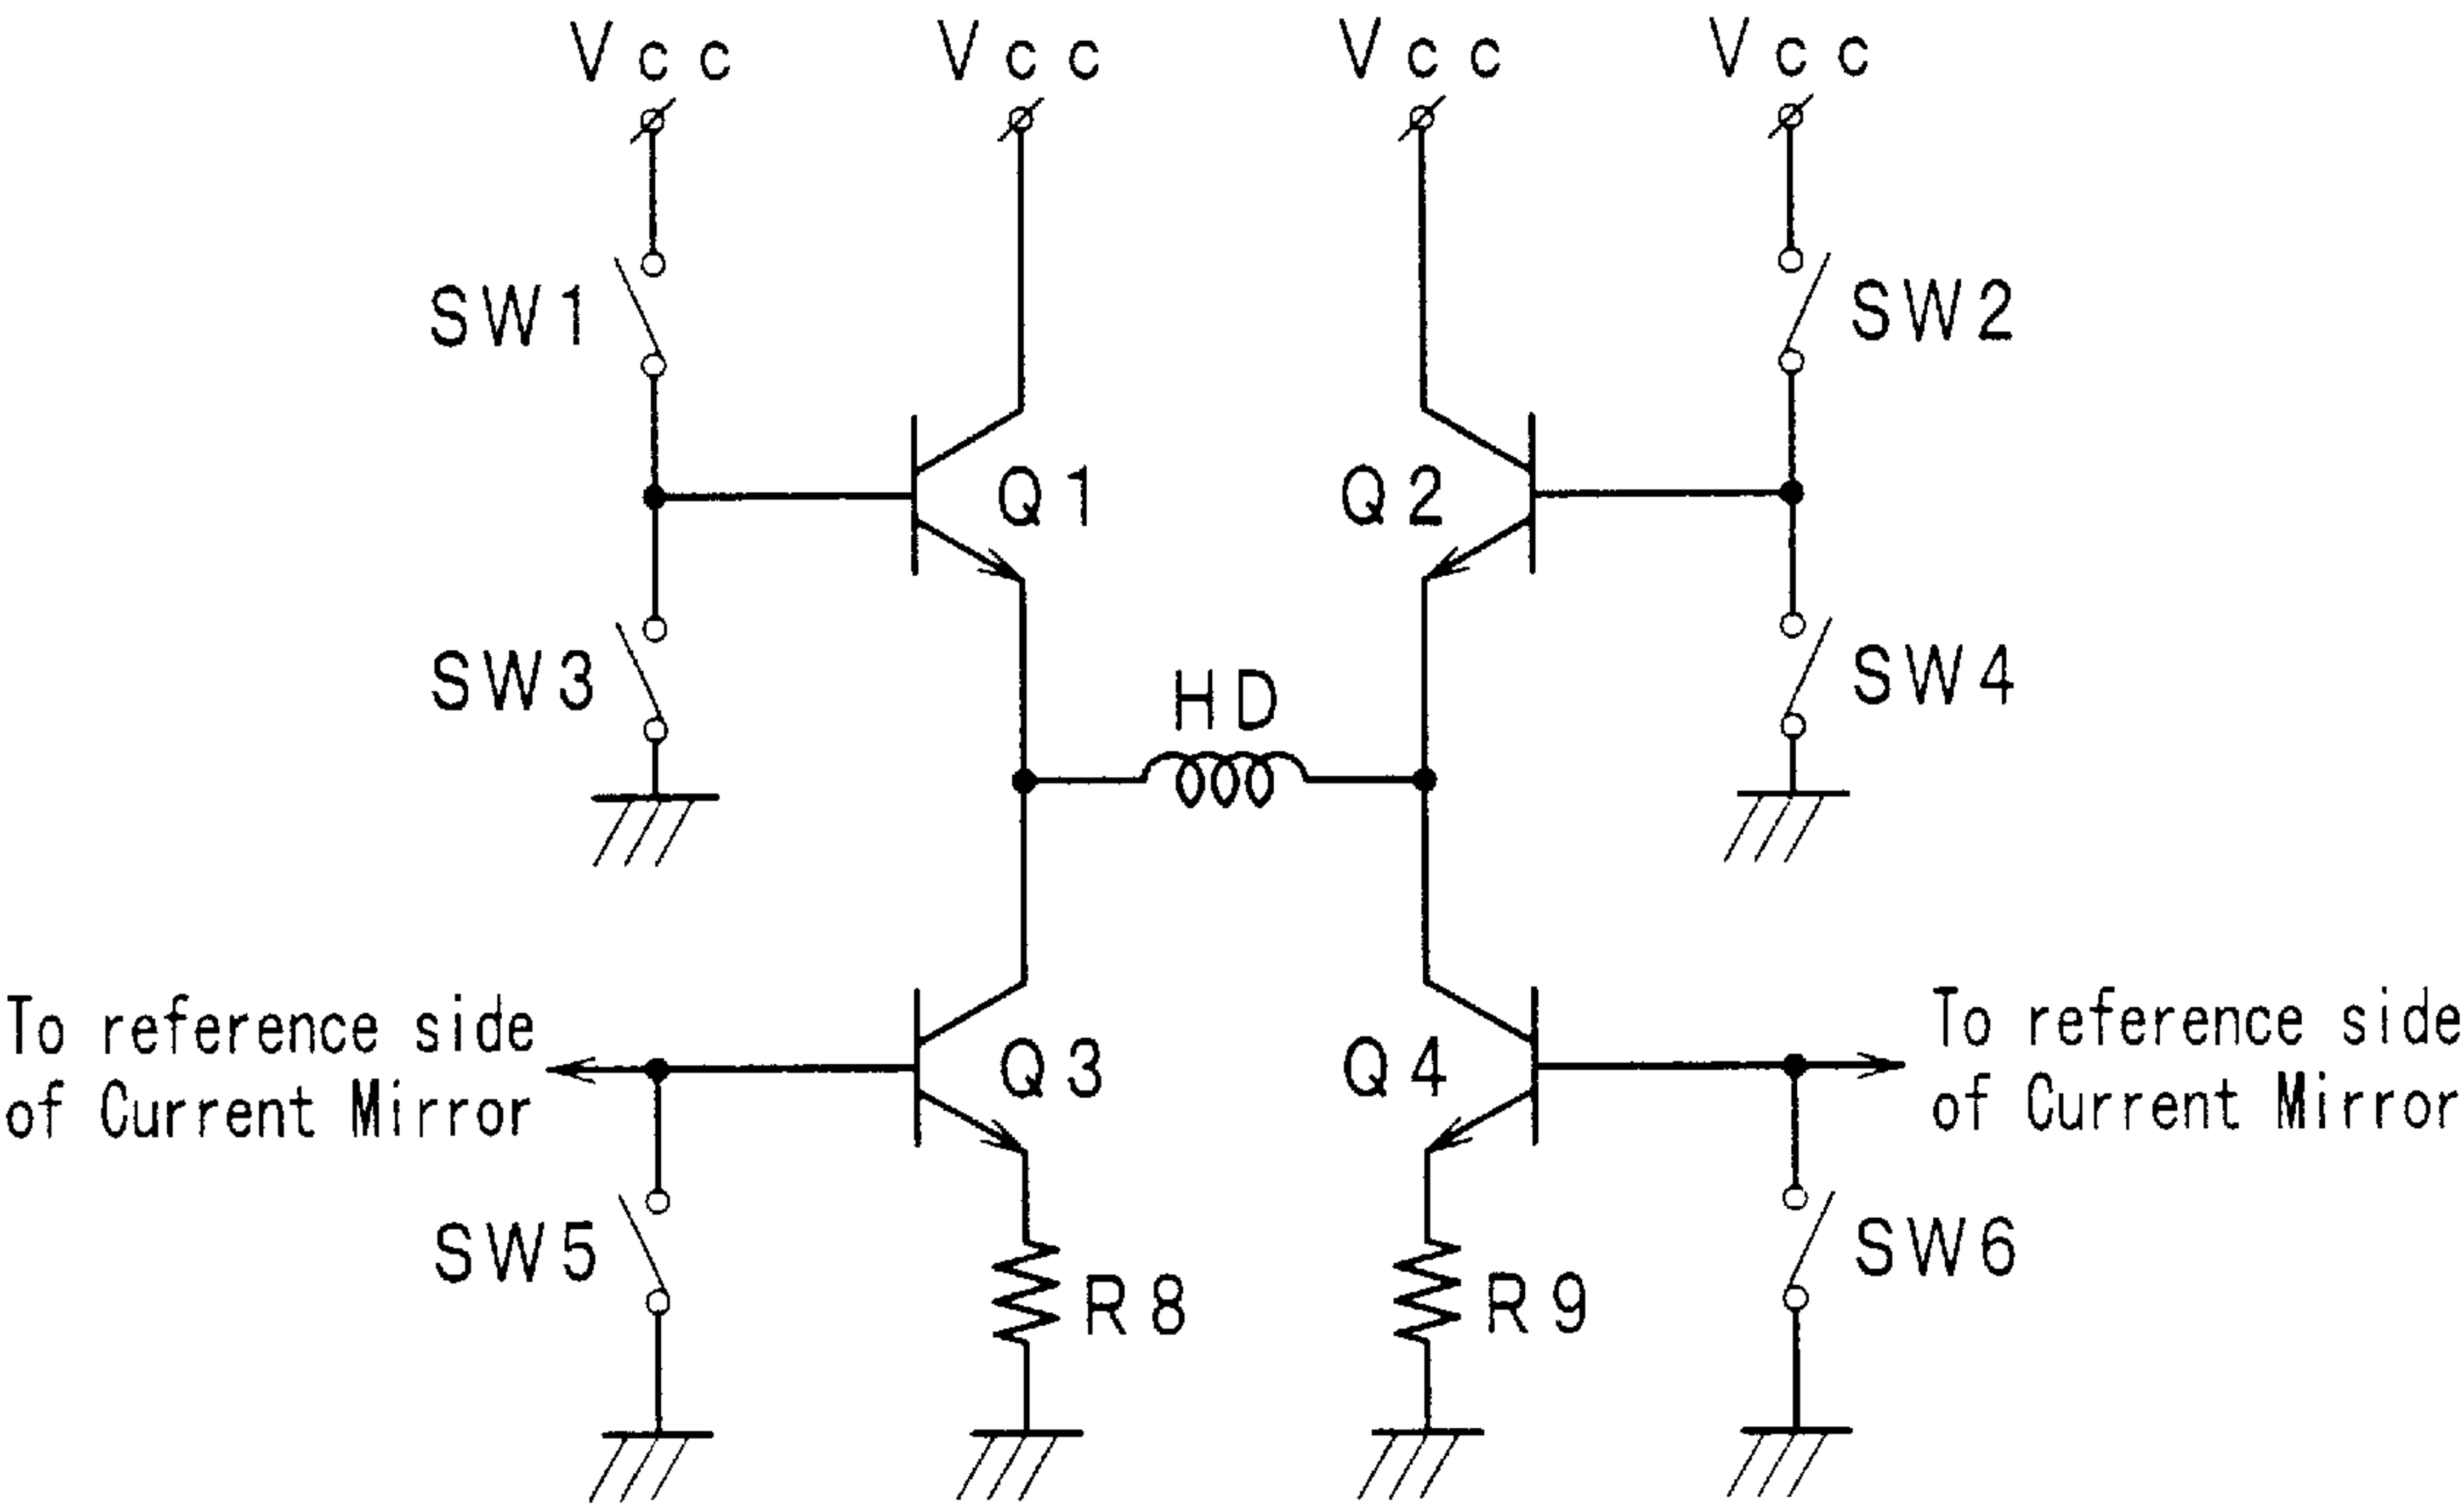 Vcc
Vcc
Vcc
Vcc
SW1
SW2
Q1
Q2
SW3
HD
SW4
To reference side
of Current Mirror
Q3
Q4
To reference side
of Current Mirror
SW5
R8
R9
SW6